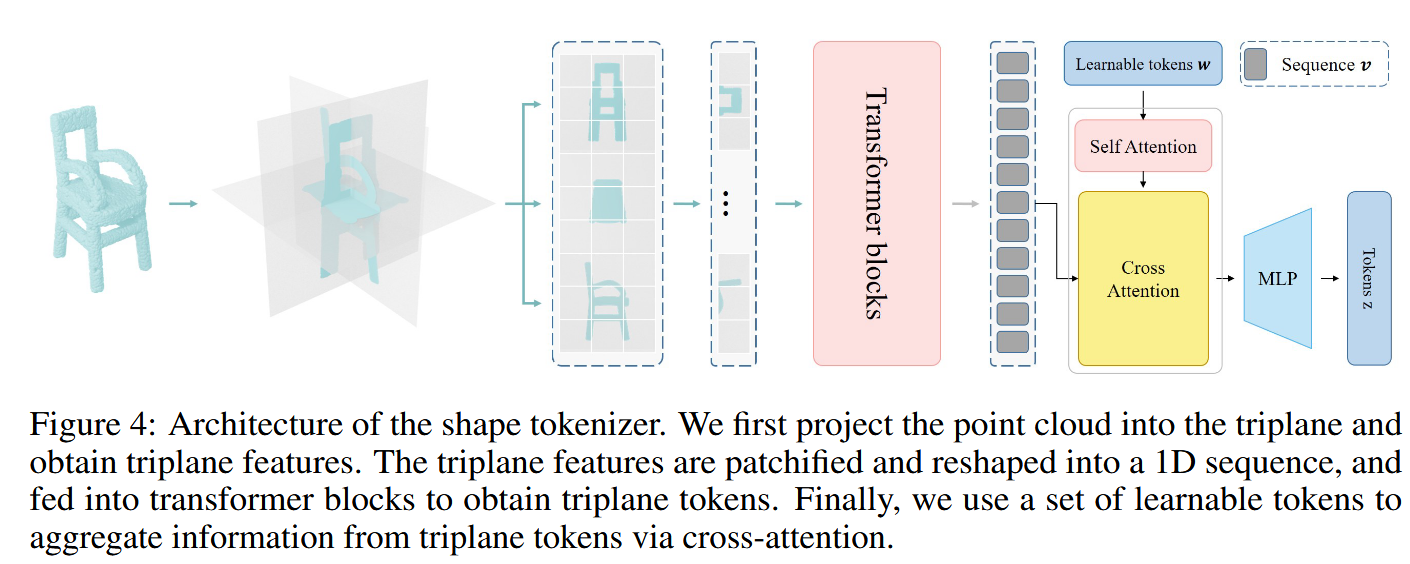 Transformer blocks
Learnable tokens w
Sequence v
Self Attention
Cross
Attention
MLP
Tokens z
Figure 4: Architecture of the shape tokenizer. We first project the point cloud into the triplane and
obtain triplane features. The triplane features are patchified and reshaped into a 1D sequence, and
fed into transformer blocks to obtain triplane tokens. Finally, we use a set of learnable tokens to
aggregate information from triplane tokens via cross-attention.